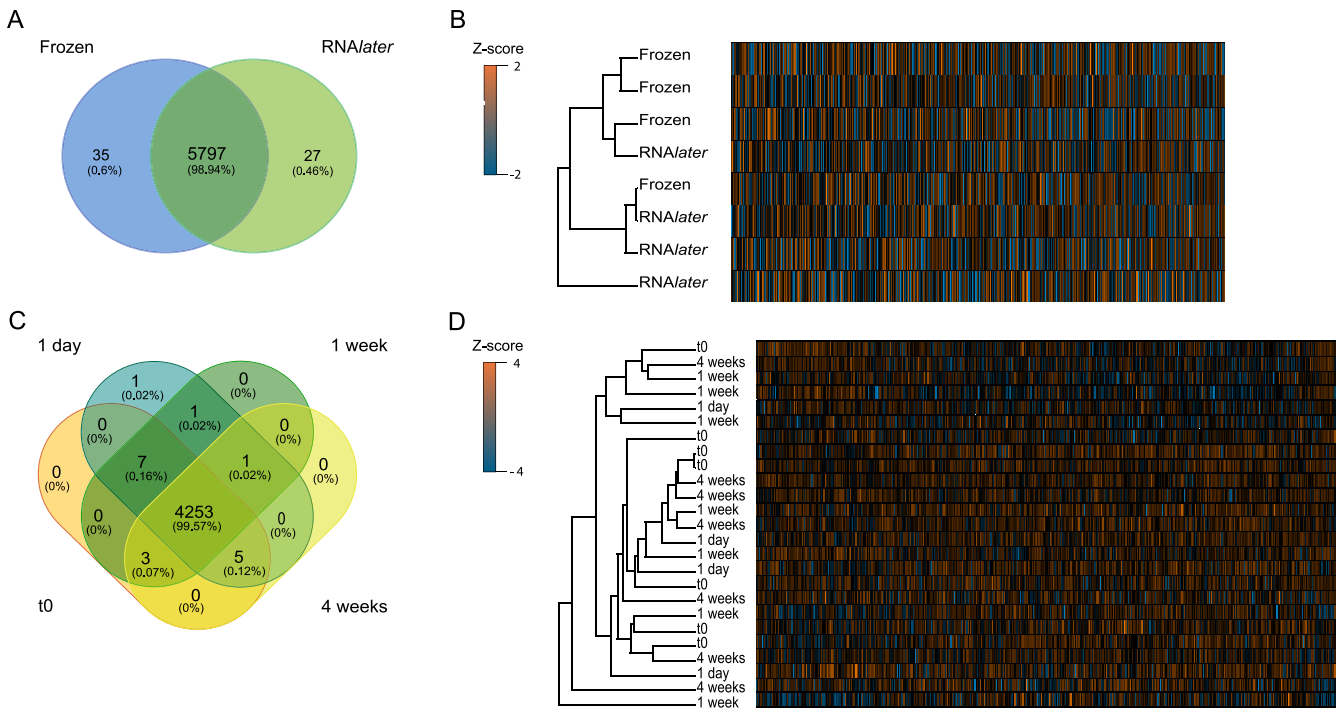 A
Frozen
RNAlater
35
(0.6%)
5797
(98.94%)
27
(0.46%)
B
Z-score
2
-2
Frozen
Frozen
Frozen
RNAlater
Frozen
RNAlater
RNAlater
RNAlater
C
1 day
1 week
1
(0.02%)
0
(0%)
0
(0%)
1
(0.02%)
0
(0%)
0
(0%)
7
(0.16%)
1
(0.02%)
0
(0%)
0
(0%)
4253
(99.57%)
0
(0%)
3
(0.07%)
5
(0.12%)
0
(0%)
t0
4 weeks
D
Z-score
4
-4
t0
4 weeks
1 week
1 week
1 day
1 week
t0
t0
t0
4 weeks
4 weeks
1 week
4 weeks
1 day
1 week
1 day
t0
4 weeks
1 week
t0
t0
4 weeks
1 day
4 weeks
1 week